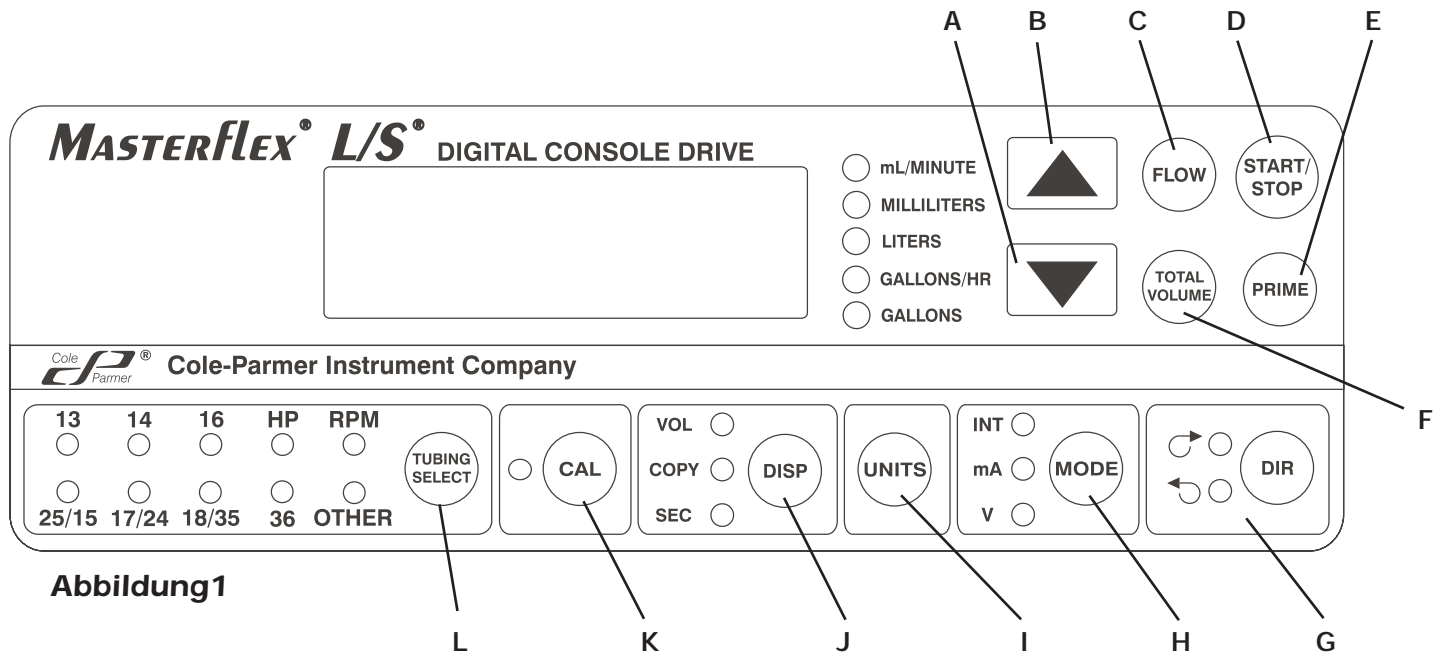 A B C D E
MASTERFLEX® L/S® DIGITAL CONSOLE DRIVE
mL/MINUTE
MILLILITERS
LITERS
GALLONS/HR
GALLONS
FLOW
START/
STOP
TOTAL
VOLUME
PRIME
F
Cole
Parmer
® Cole-Parmer Instrument Company
13 14 16 HP RPM
25/15 17/24 18/35 36 OTHER
TUBING
SELECT
CAL
VOL
COPY
SEC
DISP
UNITS
INT
mA
V
MODE
DIR
Abbildung1
L K J I H G